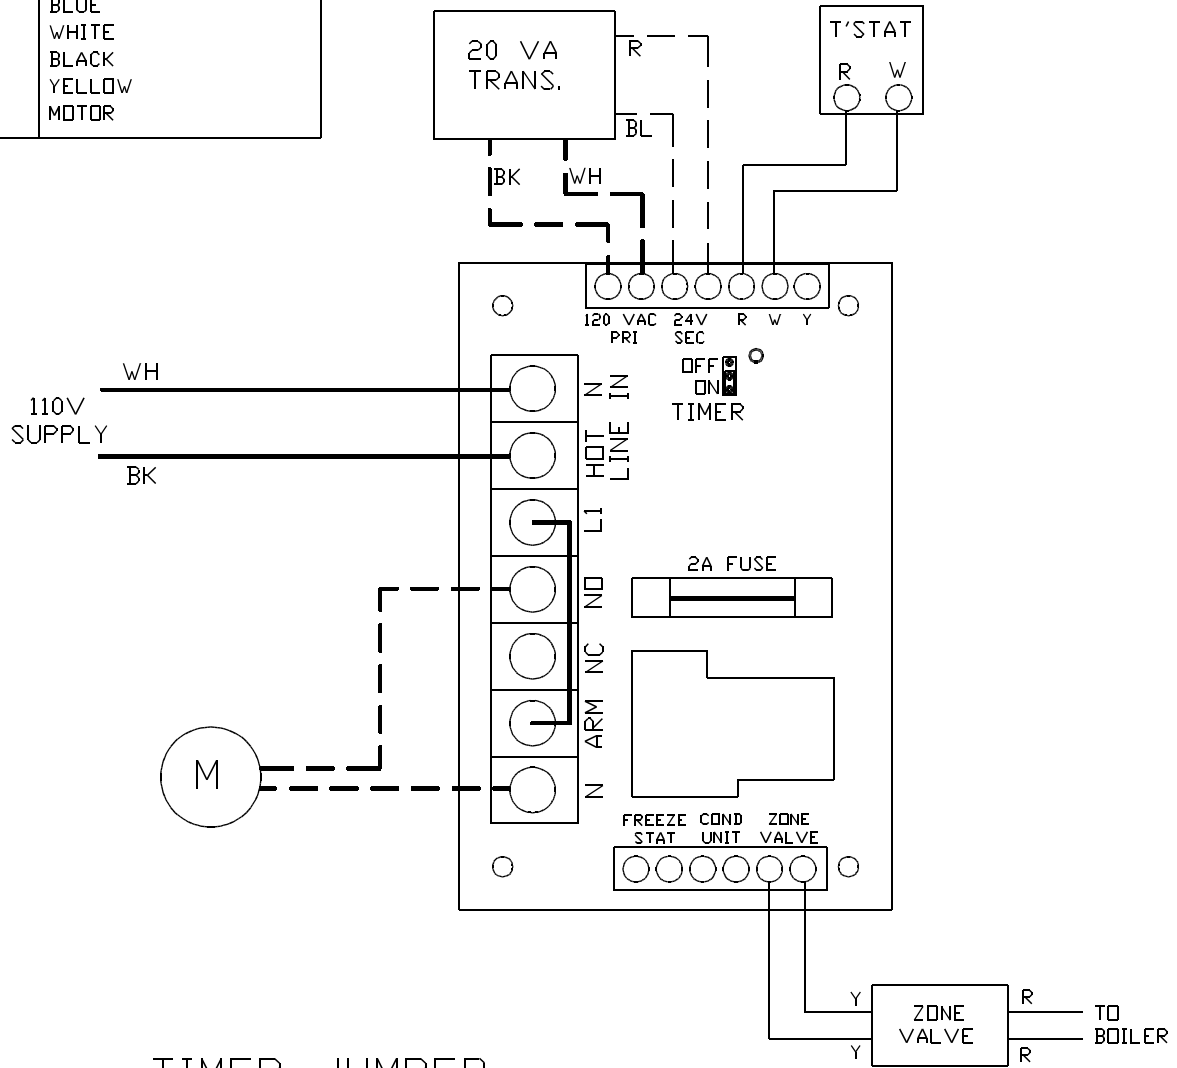 BLUE
WHITE
BLACK
YELLOW
MOTOR
20 VA
TRANS.
R
BL
BK
WH
T'STAT
R W
120 VAC 24V R W Y
PRI SEC
OFF
ON
TIMER
WH
110V
SUPPLY
BK
N
IN
HOT
LINE
L1
NO
NC
ARM
N
2A FUSE
M
FREEZE COND ZONE
STAT UNIT VALVE
Y
Y
ZONE
VALVE
R
R
TO
BOILER
TIMER JUMPER